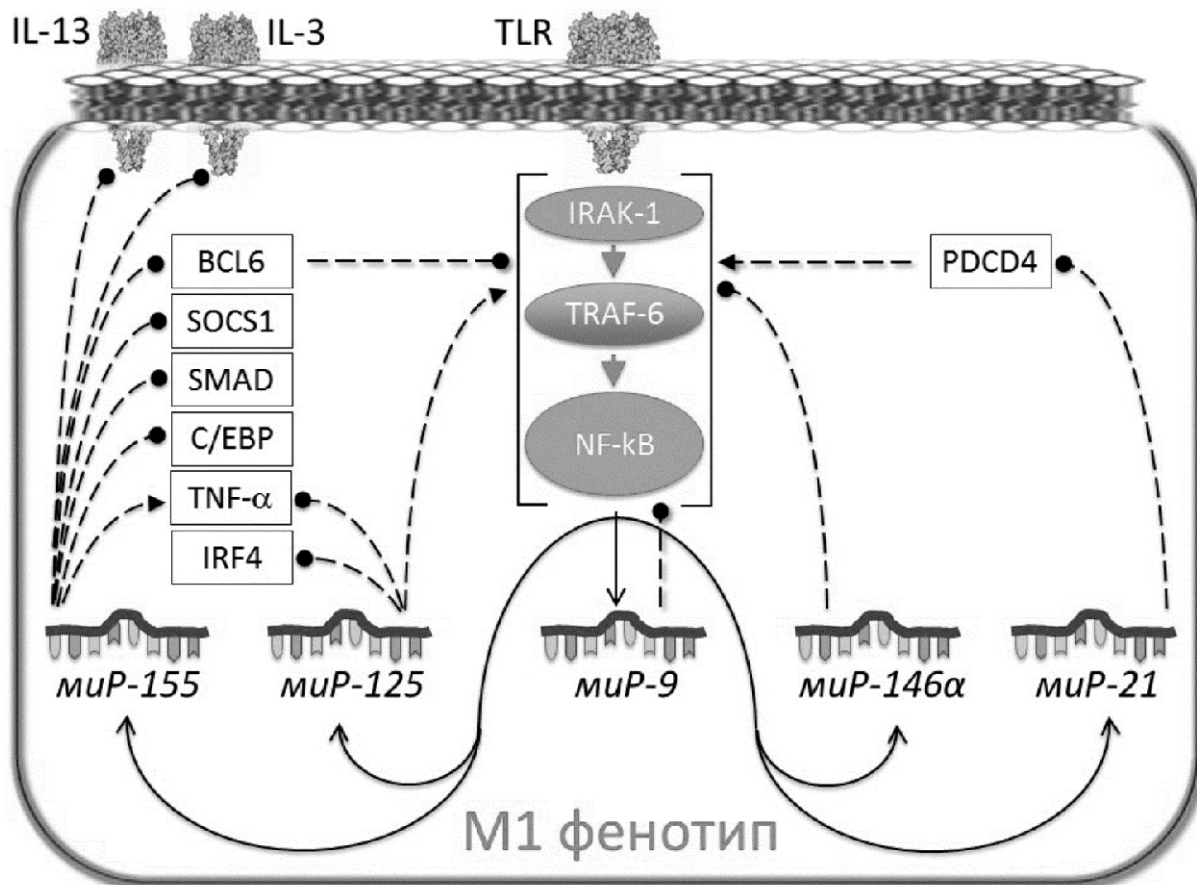 IL-13
IL-3
TLR
IRAK-1
BCL6
PDCD4
TRAF-6
SOCS1
SMAD
C/EBP
NF-kB
TNF-α
IRF4
миР-155
миР-125
миР-9
миР-146α
миР-21
М1 фенотип